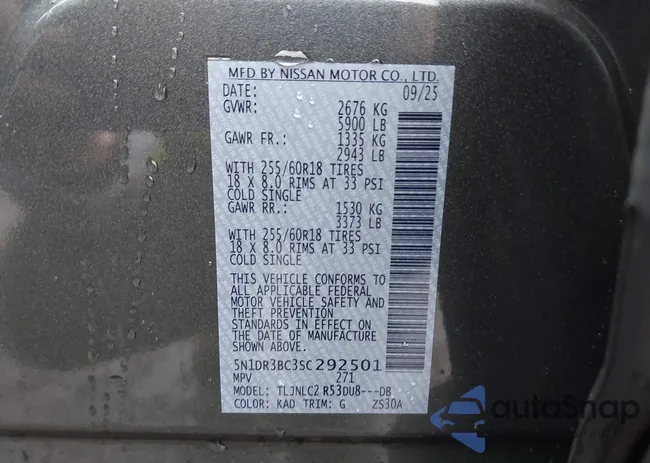 MFD BY NISSAN MOTOR CO., LTD.
DATE: 09/25
GVWR: 2676 KG
5900 LB
GAWR FR.: 1335 KG
2943 LB
WITH 255/60R18 TIRES
18 X 8.0 RIMS AT 33 PSI
COLD SINGLE
GAWR RR.: 1530 KG
3373 LB
WITH 255/60R18 TIRES
18 X 8.0 RIMS AT 33 PSI
COLD SINGLE
THIS VEHICLE CONFORMS TO
ALL APPLICABLE FEDERAL
MOTOR VEHICLE SAFETY AND
THEFT PREVENTION
STANDARDS IN EFFECT ON
THE DATE OF MANUFACTURE
SHOWN ABOVE.
5N1DR3BC3SC292501
MPV 271
MODEL: TLJNLC2 R53DU8---DB
COLOR: KAD TRIM: G ZS30A
autoSnap